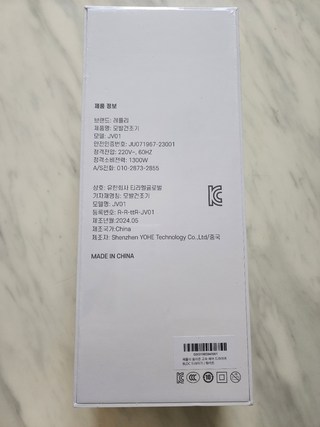 제품 정보
브랜드: 레플리
제품명: 모발건조기
모델: JV01
안전인증번호: JU071957-23001
정격전압: 220V~, 60HZ
정격소비전력: 1300W
A/S전화: 010-2873-2855
상호: 유한회사 티라젬글로벌
기자재명칭: 모발건조기
모델명: JV01
등록번호: R-R-tiR-JV01
제조년월: 2024.05
제조국가:China
제조자: Shenzhen YOHE Technology Co.,Ltd/중국
MADE IN CHINA